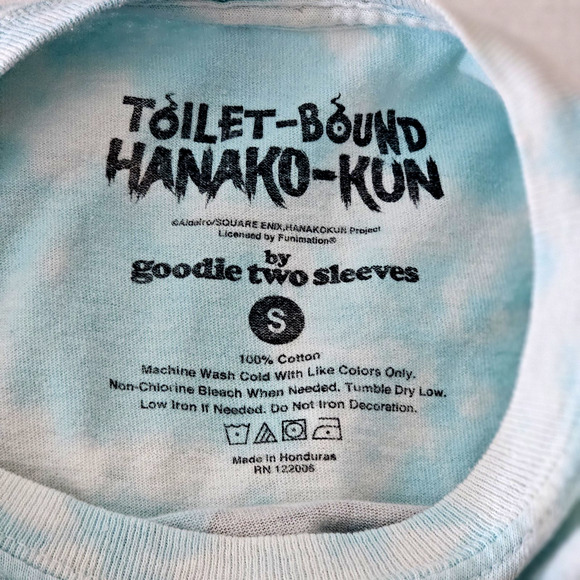 TOILET-BOUND
HANAKO-KUN
©AidaIro/SQUARE ENIX,HANAKOKUN Project
Licensed by Funimation®
by
goodie two sleeves
S
100% Cotton
Machine Wash Cold With Like Colors Only.
Non-Chlorine Bleach When Needed. Tumble Dry Low.
Low Iron If Needed. Do Not Iron Decoration.
Made in Honduras
RN 122006